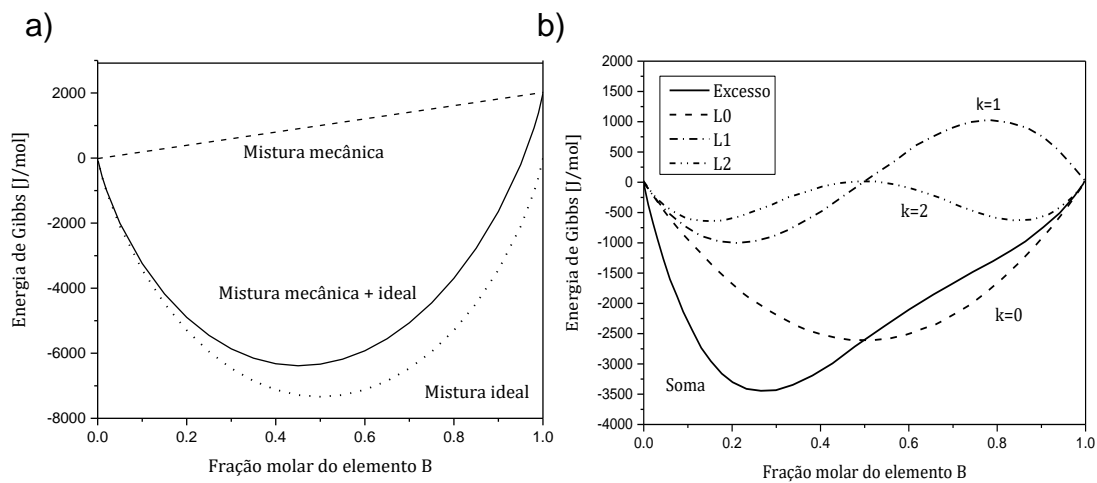 a)
Energia de Gibbs [J/mol]
2000
0
-2000
-4000
-6000
-8000
Mistura mecânica
Mistura mecânica + ideal
Mistura ideal
0.0 0.2 0.4 0.6 0.8 1.0
Fração molar do elemento B
b)
Energia de Gibbs [J/mol]
2000
1500
1000
500
0
-500
-1000
-1500
-2000
-2500
-3000
-3500
-4000
Excesso
L0
L1
L2
k=1
k=2
k=0
Soma
0.0 0.2 0.4 0.6 0.8 1.0
Fração molar do elemento B